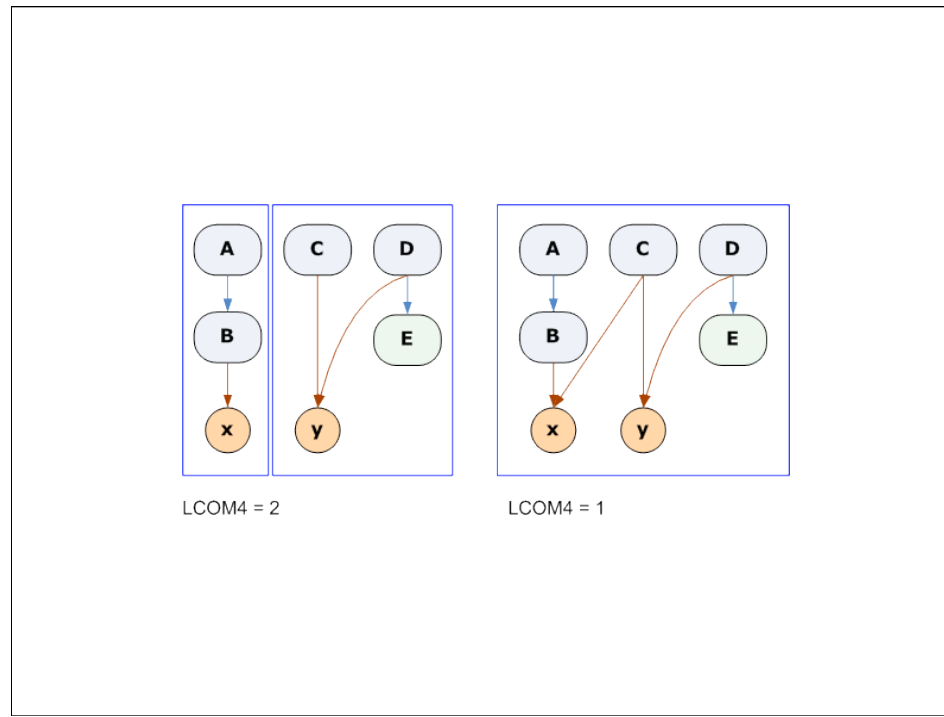 A C D
B E
x y
LCOM4 = 2
A C D
B E
x y
LCOM4 = 1